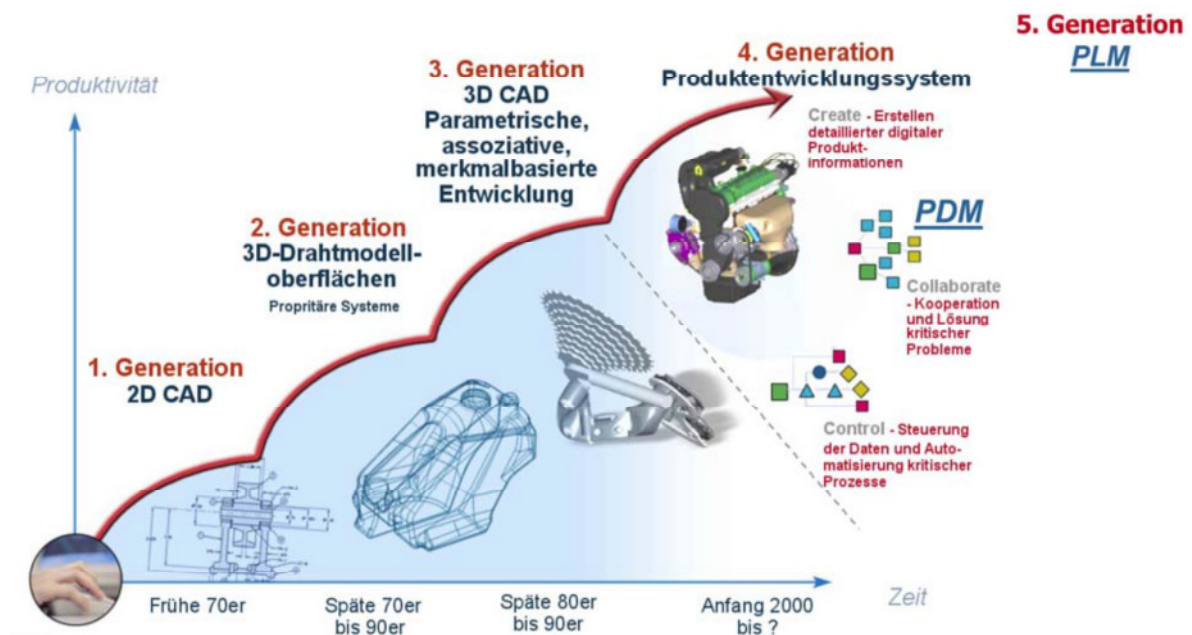 5. Generation
PLM
4. Generation
Produktentwicklungssystem
3. Generation
3D CAD
Parametrische,
assoziative,
merkmalbasierte
Entwicklung
Produktivität
Create - Erstellen
detaillierter digitaler
Produkt-
informationen
2. Generation
3D-Drahtmodell-
oberflächen
Propritäre Systeme
PDM
Collaborate
- Kooperation
und Lösung
kritischer
Probleme
1. Generation
2D CAD
Control - Steuerung
der Daten und Auto-
matisierung kritischer
Prozesse
Frühe 70er
Späte 70er
bis 90er
Späte 80er
bis 90er
Anfang 2000
bis ?
Zeit